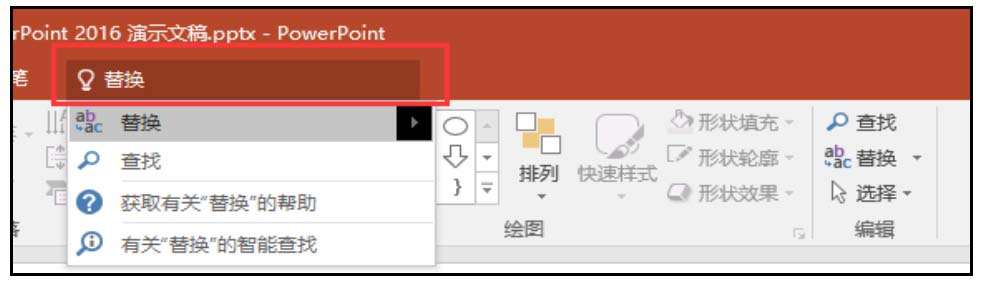 rPoint 2016 演示文稿.pptx - PowerPoint
笔 替换
替换
查找
获取有关“替换”的帮助
有关“替换”的智能查找
排列
快速样式
形状填充
形状轮廓
形状效果
绘图
查找
替换
选择
编辑